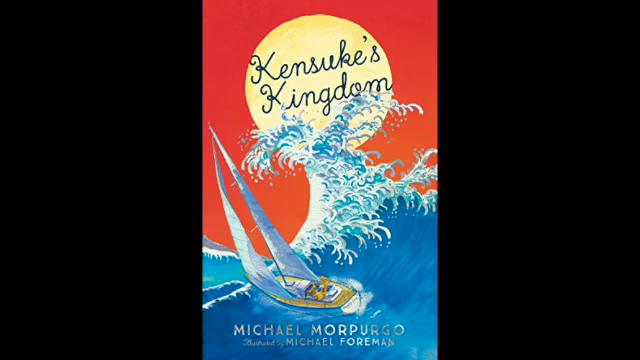 Kensuke's
Kingdom
MICHAEL MORPURGO
Illustrated by MICHAEL FOREMAN